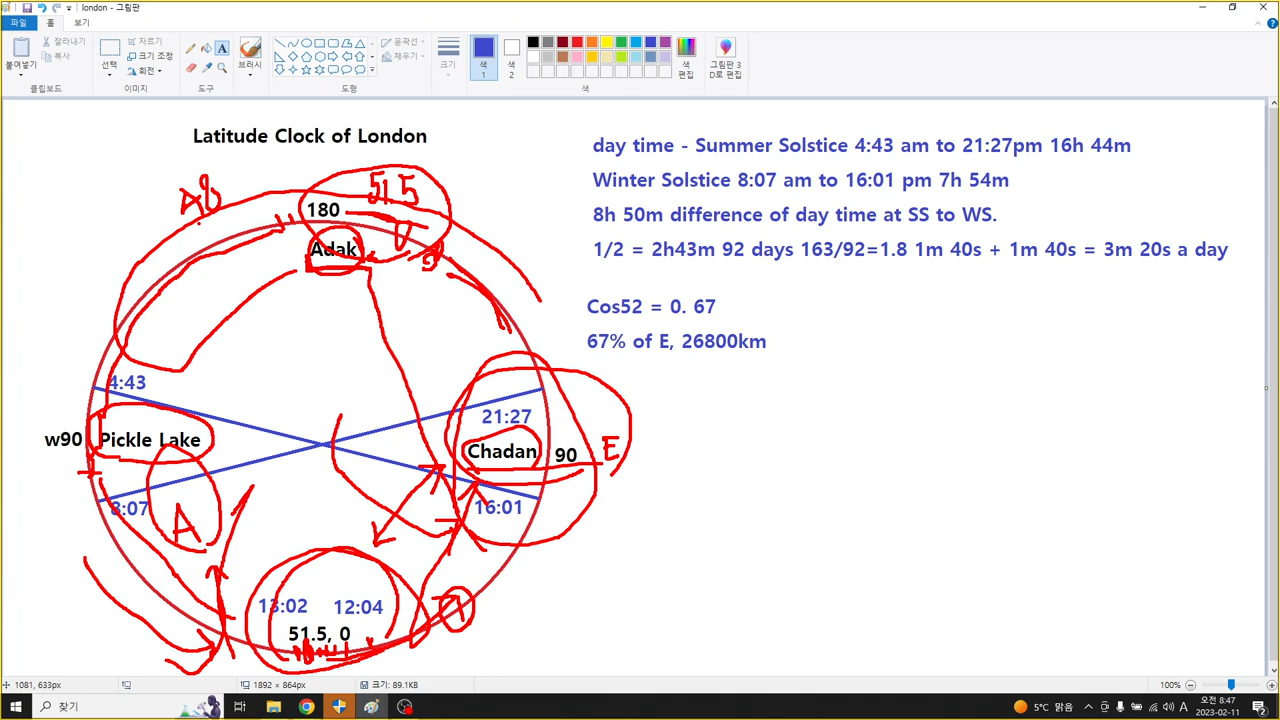 london - 그림판
파일 홈 보기
붙여넣기
잘라내기
복사
클립보드
선택
자르기
크기 조정
회전
이미지
A
도구
브러시
윤곽선
채우기
도형
크기
색 1
색 2
색 편집
그림판 3D로 편집
색
Latitude Clock of London
day time - Summer Solstice 4:43 am to 21:27pm 16h 44m
Winter Solstice 8:07 am to 16:01 pm 7h 54m
8h 50m difference of day time at SS to WS.
1/2 = 2h43m 92 days 163/92=1.8 1m 40s + 1m 40s = 3m 20s a day
Cos52 = 0. 67
67% of E, 26800km
51.5
180
Adak
4:43
21:27
w90 Pickle Lake
Chadan 90 E
8:07
16:01
A
13:02 12:04
51.5, 0
1081, 633px
1892 × 864px
크기: 89.1KB
100%
찾기
5°C 맑음
A
오전 8:47
2023-02-11
2